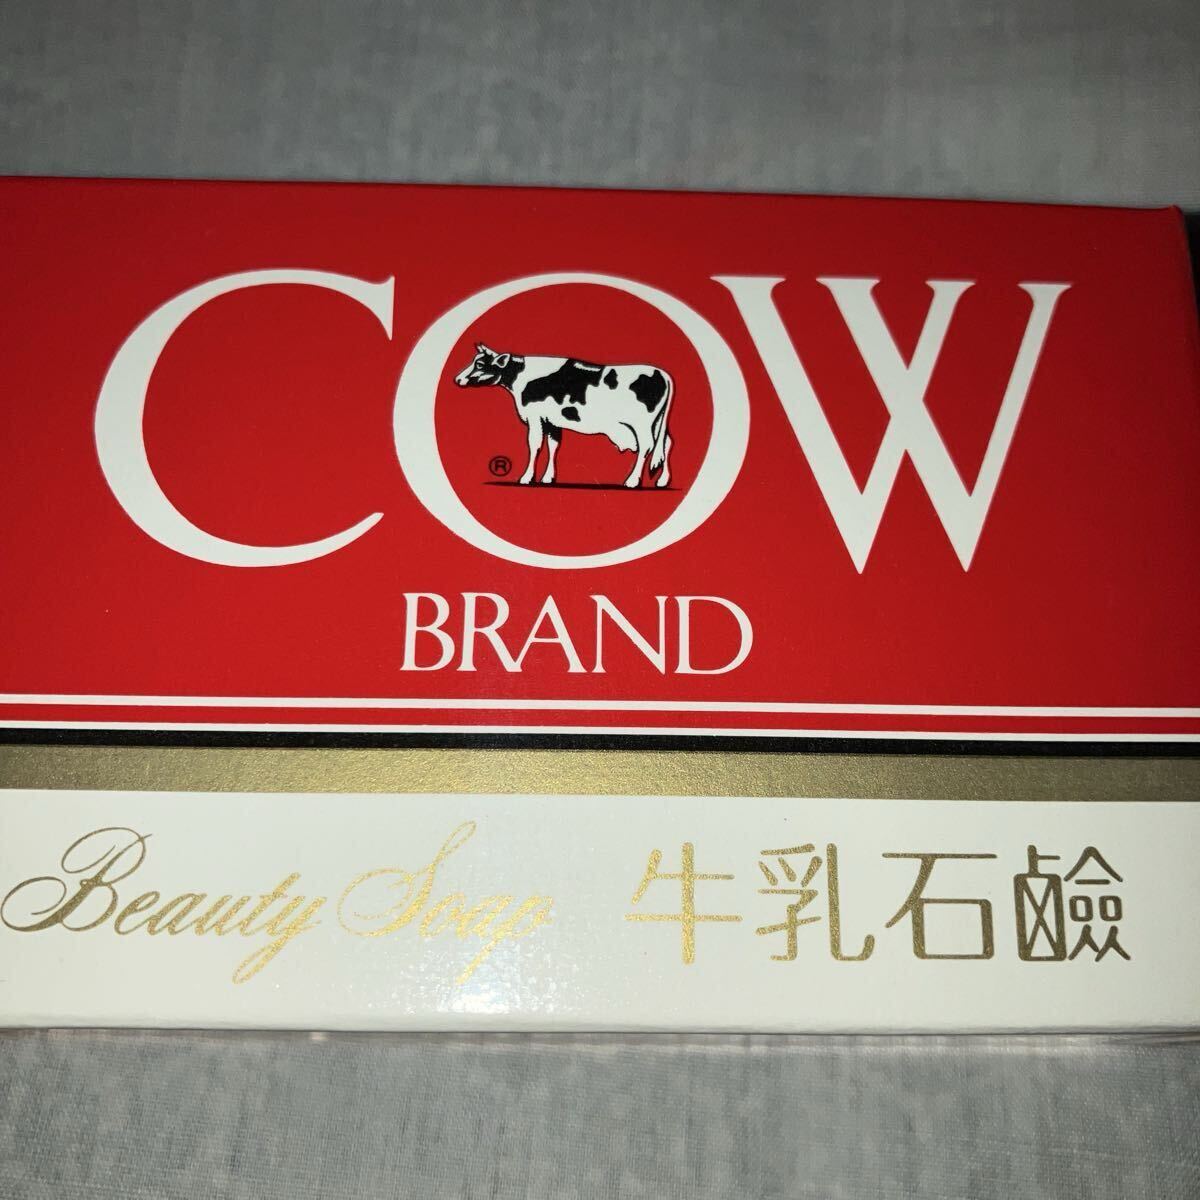 COW
®
BRAND
Beauty Soap 牛乳石鹼